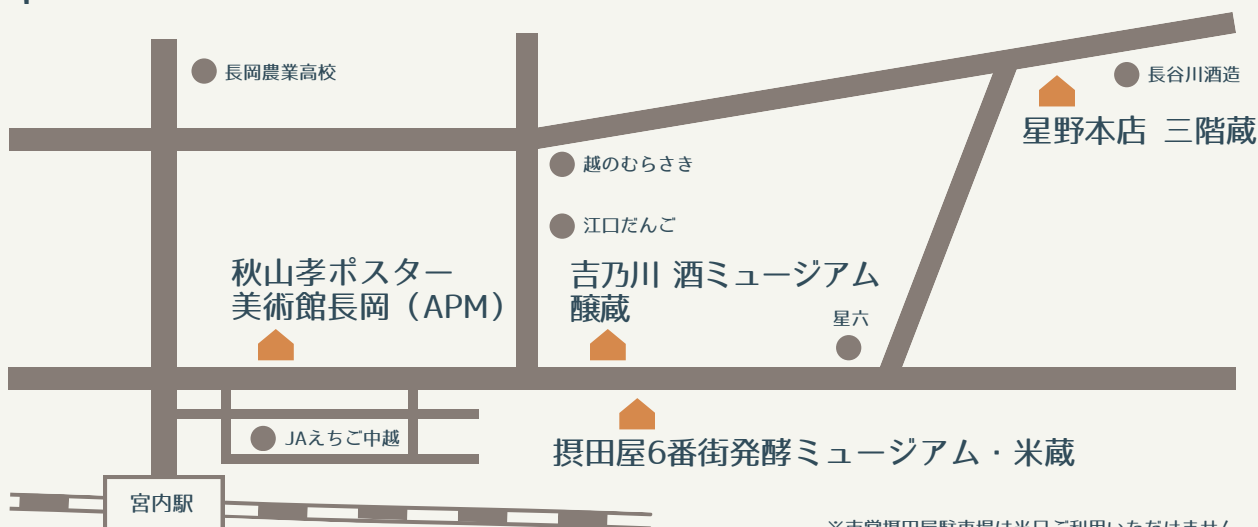 長岡農業高校
長谷川酒造
星野本店 三階蔵
越のむらさき
江口だんご
秋山孝ポスター
美術館長岡（APM）
吉乃川 酒ミュージアム
醸蔵
星六
JAえちご中越
摂田屋6番街発酵ミュージアム・米蔵
宮内駅